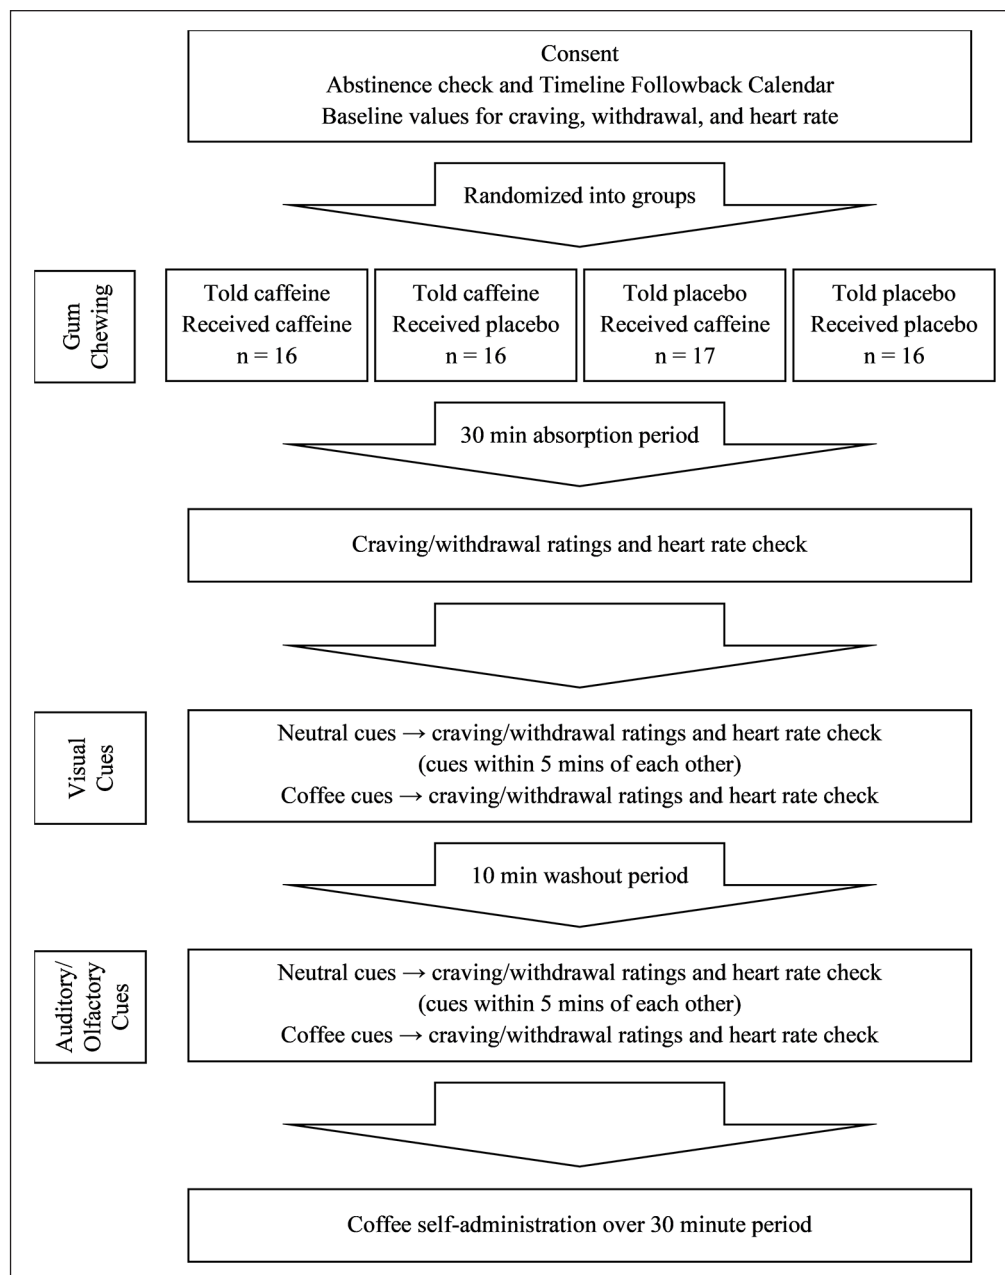 Consent
Abstinence check and Timeline Followback Calendar
Baseline values for craving, withdrawal, and heart rate
Randomized into groups
Gum
Chewing
Told caffeine
Received caffeine
n = 16
Told caffeine
Received placebo
n = 16
Told placebo
Received caffeine
n = 17
Told placebo
Received placebo
n = 16
30 min absorption period
Craving/withdrawal ratings and heart rate check
Visual
Cues
Neutral cues → craving/withdrawal ratings and heart rate check
(cues within 5 mins of each other)
Coffee cues → craving/withdrawal ratings and heart rate check
10 min washout period
Auditory/
Olfactory
Cues
Neutral cues → craving/withdrawal ratings and heart rate check
(cues within 5 mins of each other)
Coffee cues → craving/withdrawal ratings and heart rate check
Coffee self-administration over 30 minute period